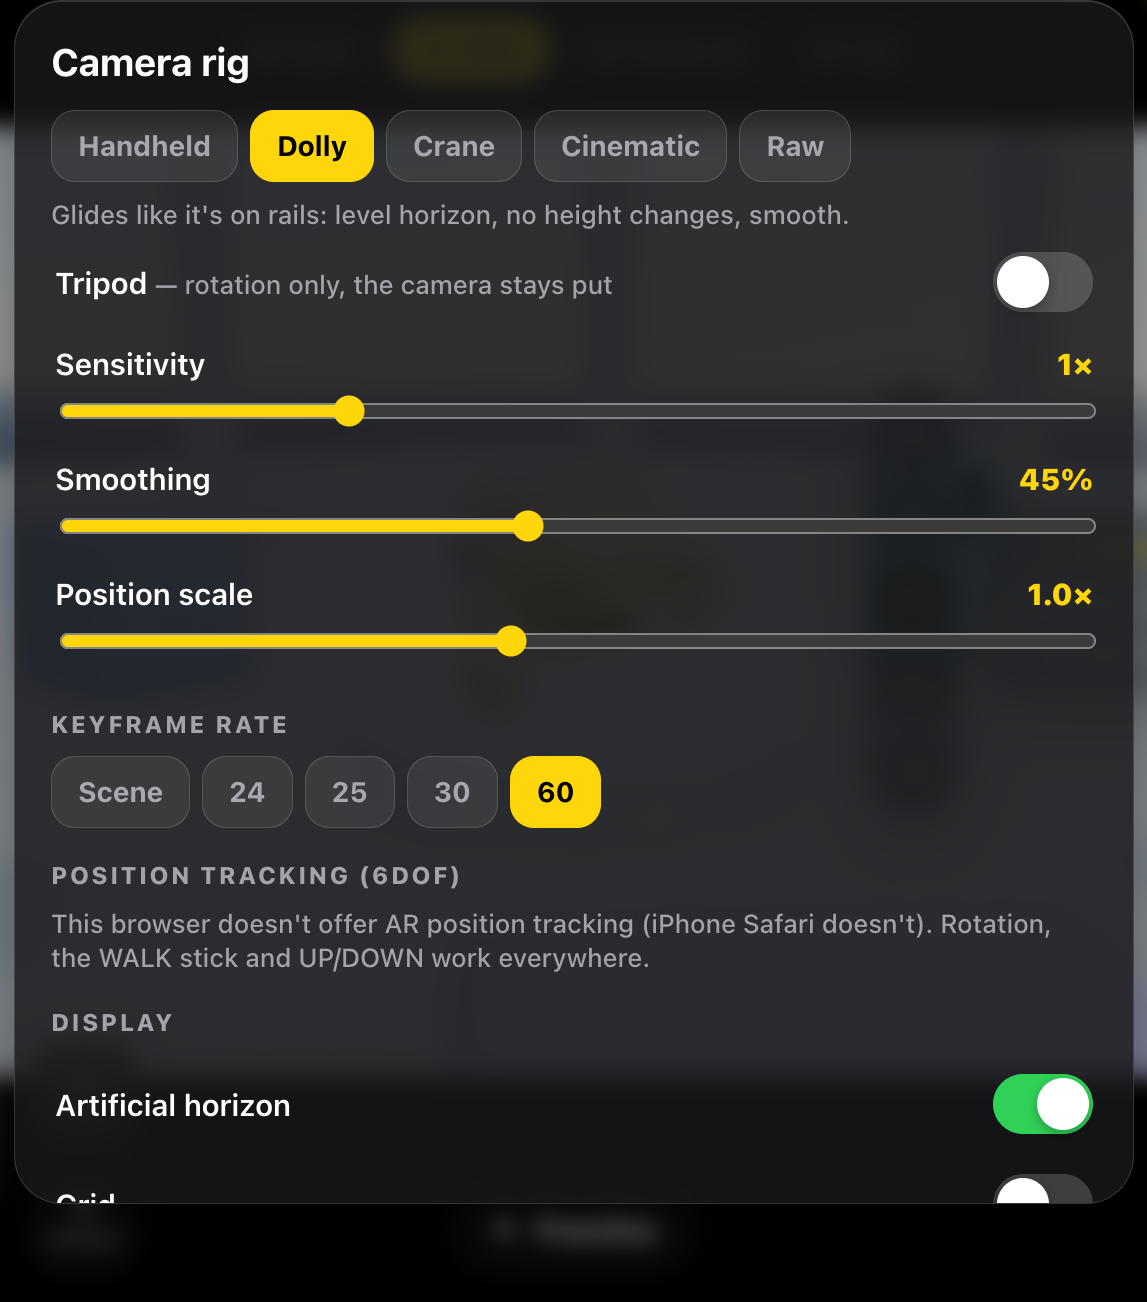 Camera rig
Handheld Dolly Crane Cinematic Raw
Glides like it's on rails: level horizon, no height changes, smooth.
Tripod — rotation only, the camera stays put
Sensitivity 1×
Smoothing 45%
Position scale 1.0×
KEYFRAME RATE
Scene 24 25 30 60
POSITION TRACKING (6DOF)
This browser doesn't offer AR position tracking (iPhone Safari doesn't). Rotation,
the WALK stick and UP/DOWN work everywhere.
DISPLAY
Artificial horizon
Grid